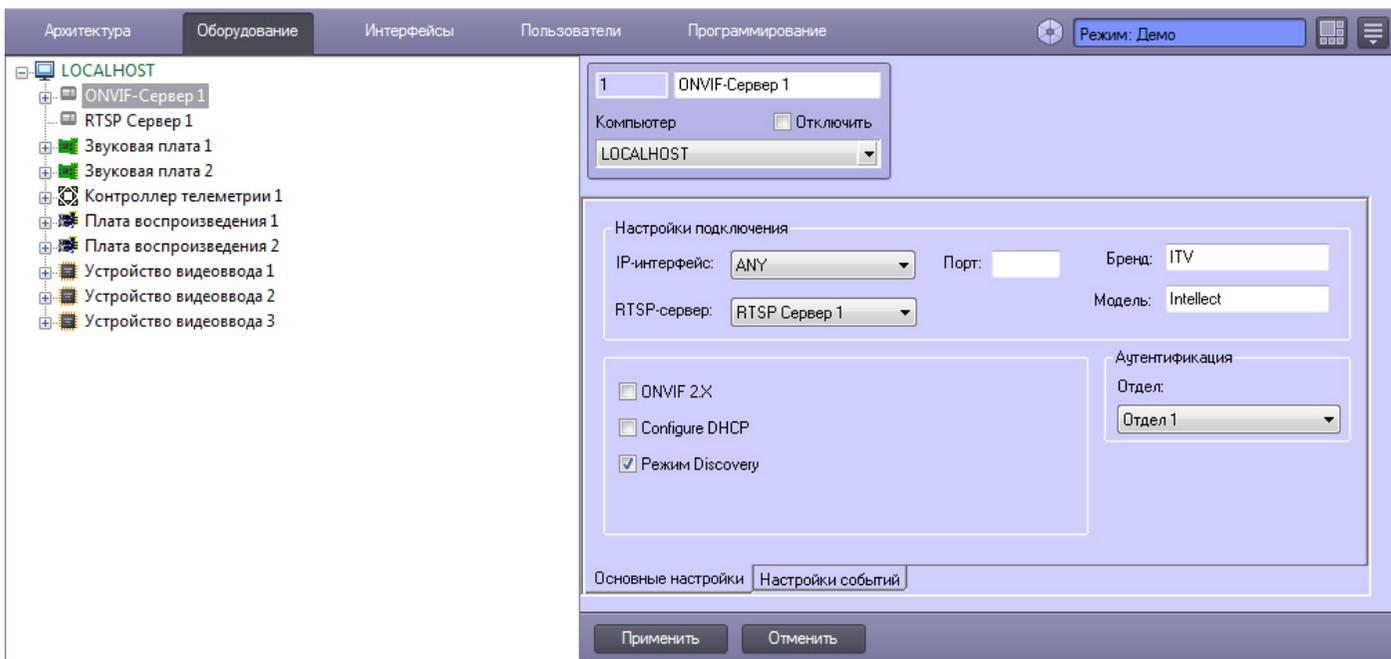 Архитектура Оборудование Интерфейсы Пользователи Программирование Режим: Демо
LOCALHOST
ONVIF-Сервер 1
RTSP Сервер 1
Звуковая плата 1
Звуковая плата 2
Контроллер телеметрии 1
Плата воспроизведения 1
Плата воспроизведения 2
Устройство видеоввода 1
Устройство видеоввода 2
Устройство видеоввода 3
1 ONVIF-Сервер 1
Компьютер Отключить
LOCALHOST
Настройки подключения
IP-интерфейс: ANY Порт: Бренд: ITV
RTSP-сервер: RTSP Сервер 1 Модель: Intellect
Аутентификация
Отдел:
Отдел 1
ONVIF 2.X
Configure DHCP
Режим Discovery
Основные настройки Настройки событий
Применить Отменить